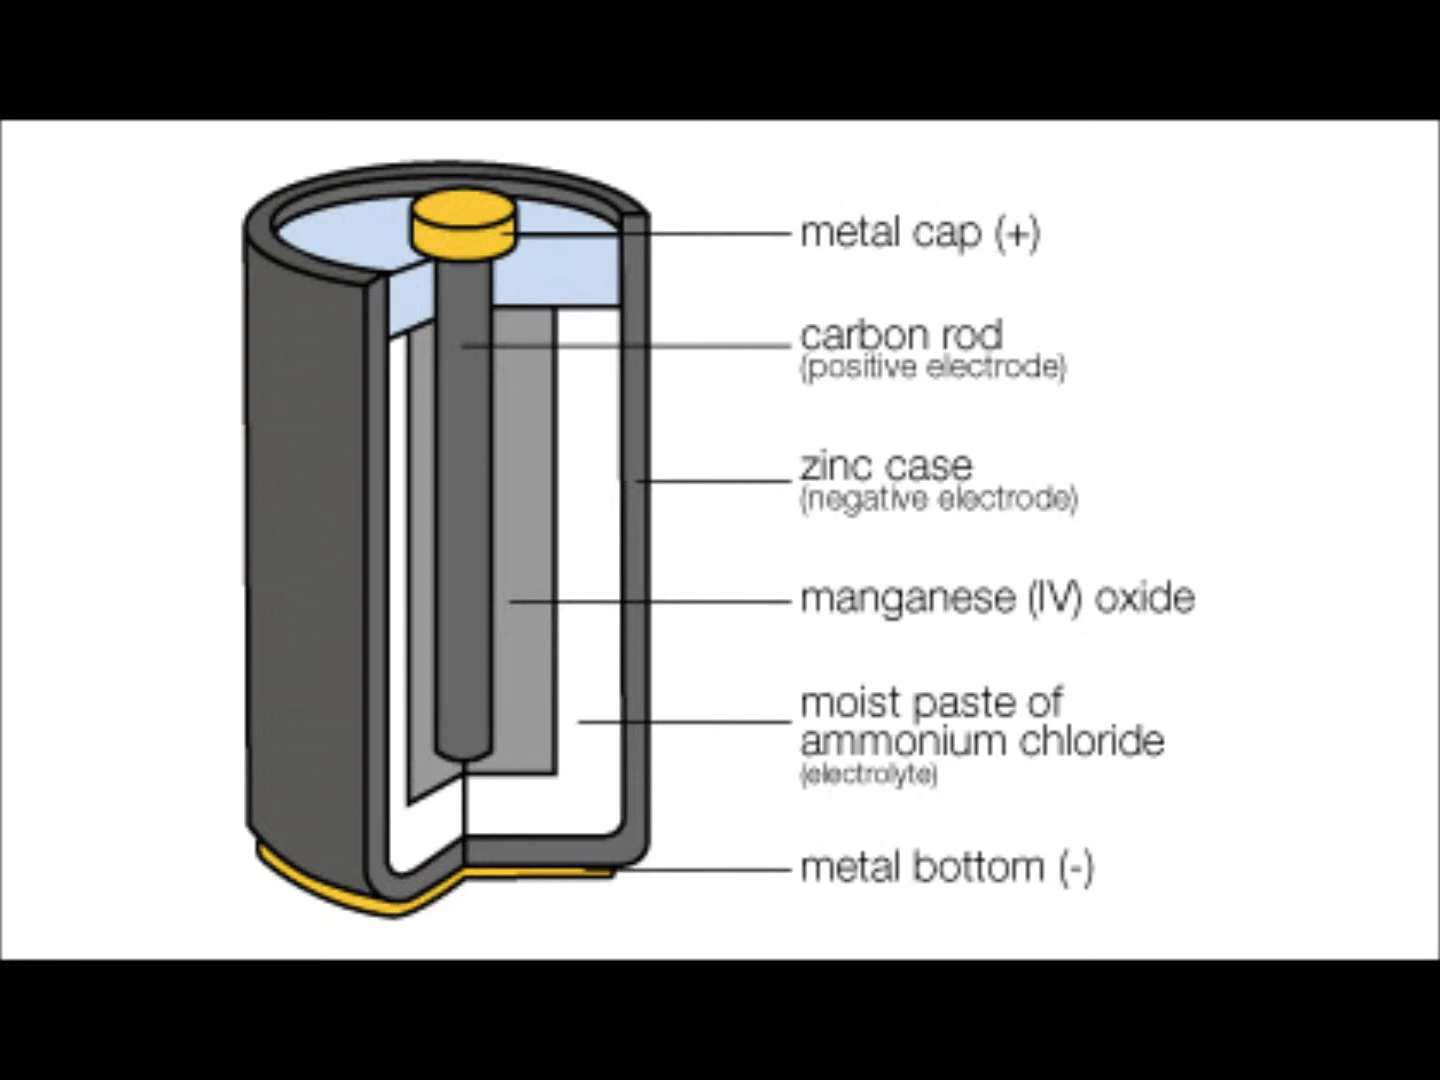 metal cap (+)
carbon rod
(positive electrode)
zinc case
(negative electrode)
manganese (IV) oxide
moist paste of
ammonium chloride
(electrolyte)
metal bottom (-)